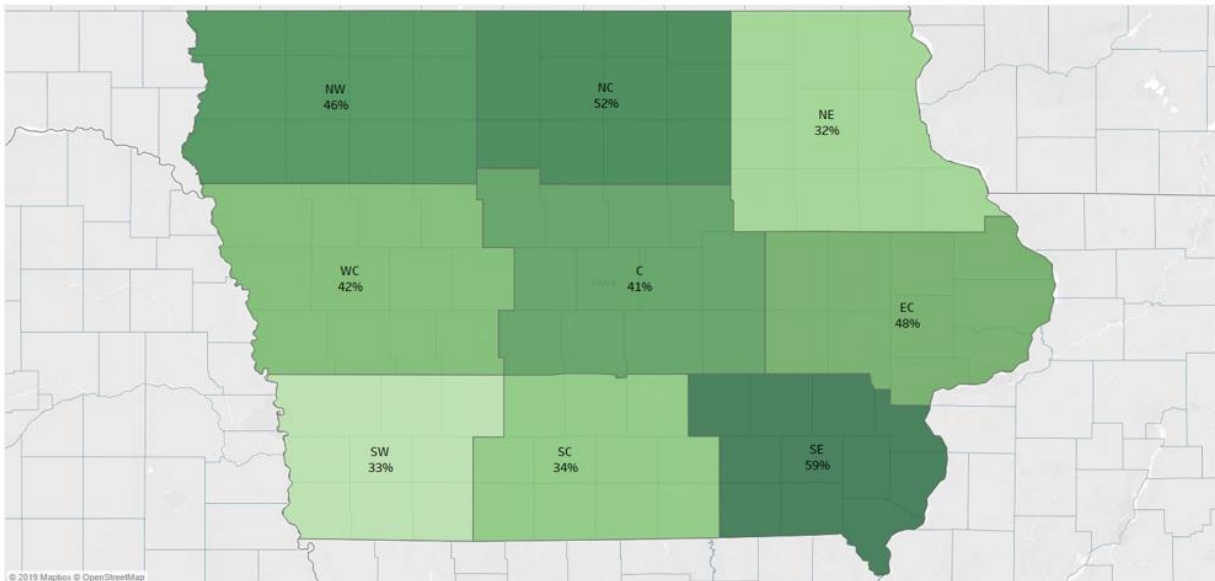 NW
46%
NC
52%
NE
32%
WC
42%
C
41%
EC
48%
SW
33%
SC
34%
SE
59%
© 2019 Mapbox © OpenStreetMap